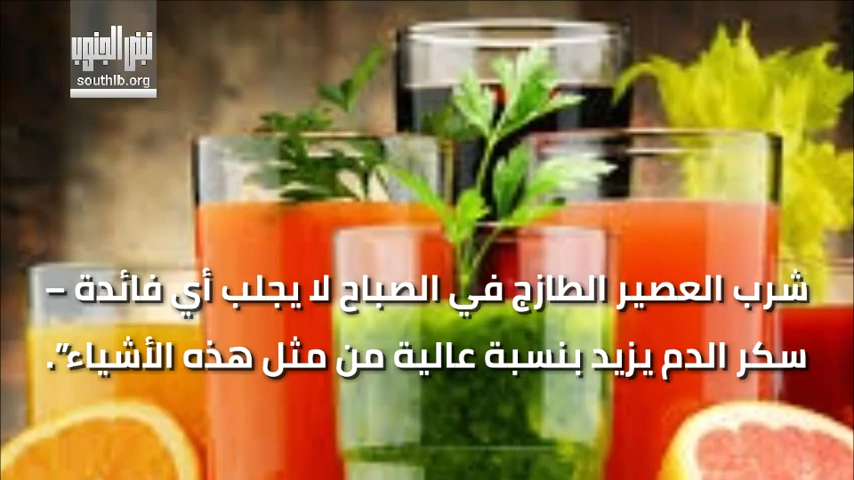 نبض الجنوب
southlb.org
شرب العصير الطازج في الصباح لا يجلب أي فائدة –
سكر الدم يزيد بنسبة عالية من مثل هذه الأشياء”.